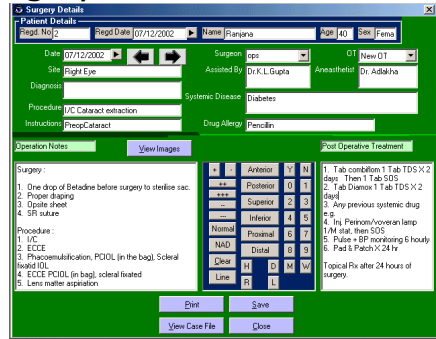 Surgery Details
Patient Details
Regd. No 2 Regd Date 07/12/2002 Name Ranjana Age 40 Sex Fema
Date 07/12/2002 Surgeon ops OT New OT
Site Right Eye Assisted By Dr.K.L.Gupta Aneasthetist Dr. Adlakha
Diagnosis Systemic Disease Diabetes
Procedure I/C Cataract extraction
Instructions PreopCataract Drug Allergy Pencillin
Operation Notes View Images Post Operative Treatment
Surgery :
1. One drop of Betadine before surgery to sterilise sac.
2. Proper draping
3. Opsite sheet
4. SR suture
Procedure :
1. I/C
2. ECCE
3. Phacoemulsification, PCIOL (in the bag), Scleral
fixatid IOL
4. ECCE PCIOL (in bag), scleral fixated
5. Lens matter aspiration
+ - Anterior Y N
++ Posterior 0 1
+++ Superior 2 3
-- Inferior 4 5
---
Normal Proximal 6 7
NAD Distal 8 9
Clear H D M W
Line R L
1. Tab combiflom 1 Tab TDS X 2
days Then 1 Tab SOS
2. Tab Diamox 1 Tab TDS X 2
days
3. Any previous systemic drug
e.g.
4. Inj. Perinom/voveran lamp
1/M stat, then SOS
5. Pulse + BP monitoring 6 hourly
6. Pad & Patch X 24 hr
Topical Rx after 24 hours of
surgery.
Print Save
View Case File Close